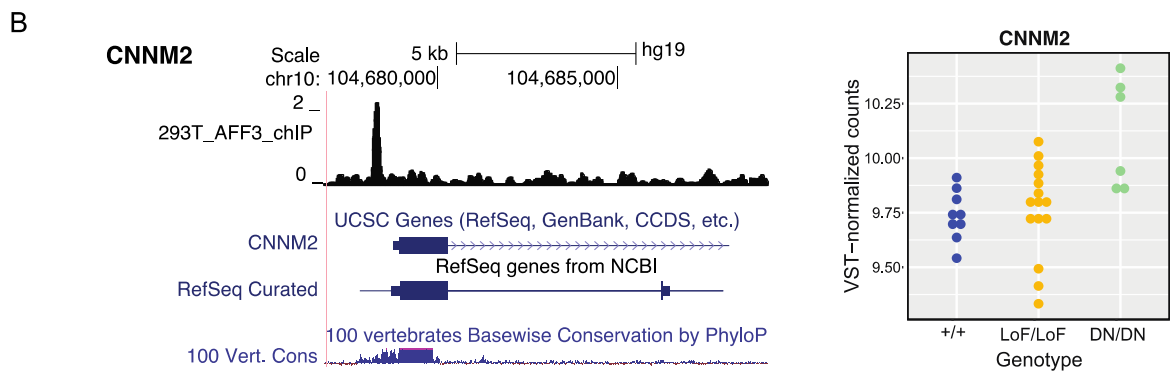 B
CNNM2
Scale
5 kb
hg19
chr10:
104,680,000
104,685,000
2
293T_AFF3_chIP
0
UCSC Genes (RefSeq, GenBank, CCDS, etc.)
CNNM2
RefSeq genes from NCBI
RefSeq Curated
100 vertebrates Basewise Conservation by PhyloP
100 Vert. Cons
CNNM2
VST−normalized counts
10.25
10.00
9.75
9.50
+/+
LoF/LoF
DN/DN
Genotype